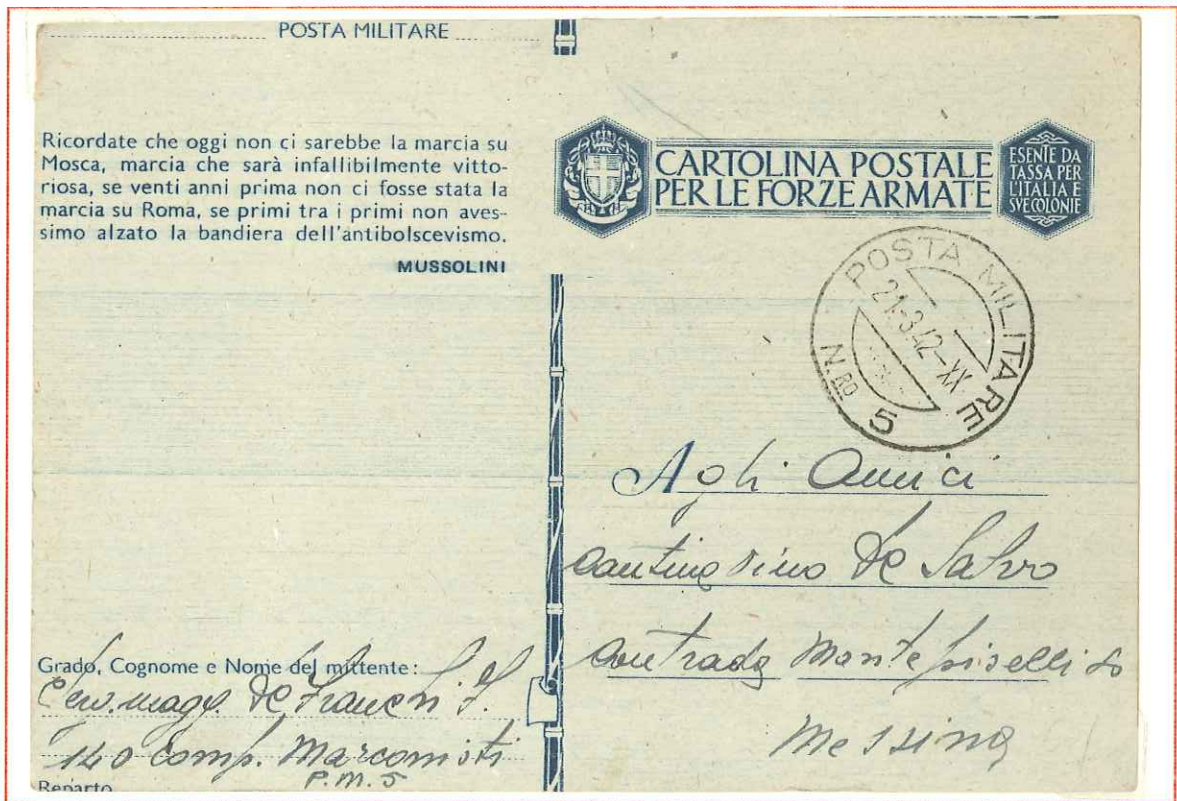 POSTA MILITARE
Ricordate che oggi non ci sarebbe la marcia su
Mosca, marcia che sarà infallibilmente vitto-
riosa, se venti anni prima non ci fosse stata la
marcia su Roma, se primi tra i primi non aves-
simo alzato la bandiera dell'antibolscevismo.
MUSSOLINI
CARTOLINA POSTALE
PER LE FORZE ARMATE
ESENTE DA
TASSA PER
L'ITALIA E
SVE COLONIE
POSTA MILITARE
21-3-42-XX
N.RO 5
Agli Amici
De Salvo
Contrada Montepiselli
Messina
Grado, Cognome e Nome del mittente:
De Franchi F.
140 Comp. Marconisti
P.M. 5
Reparto